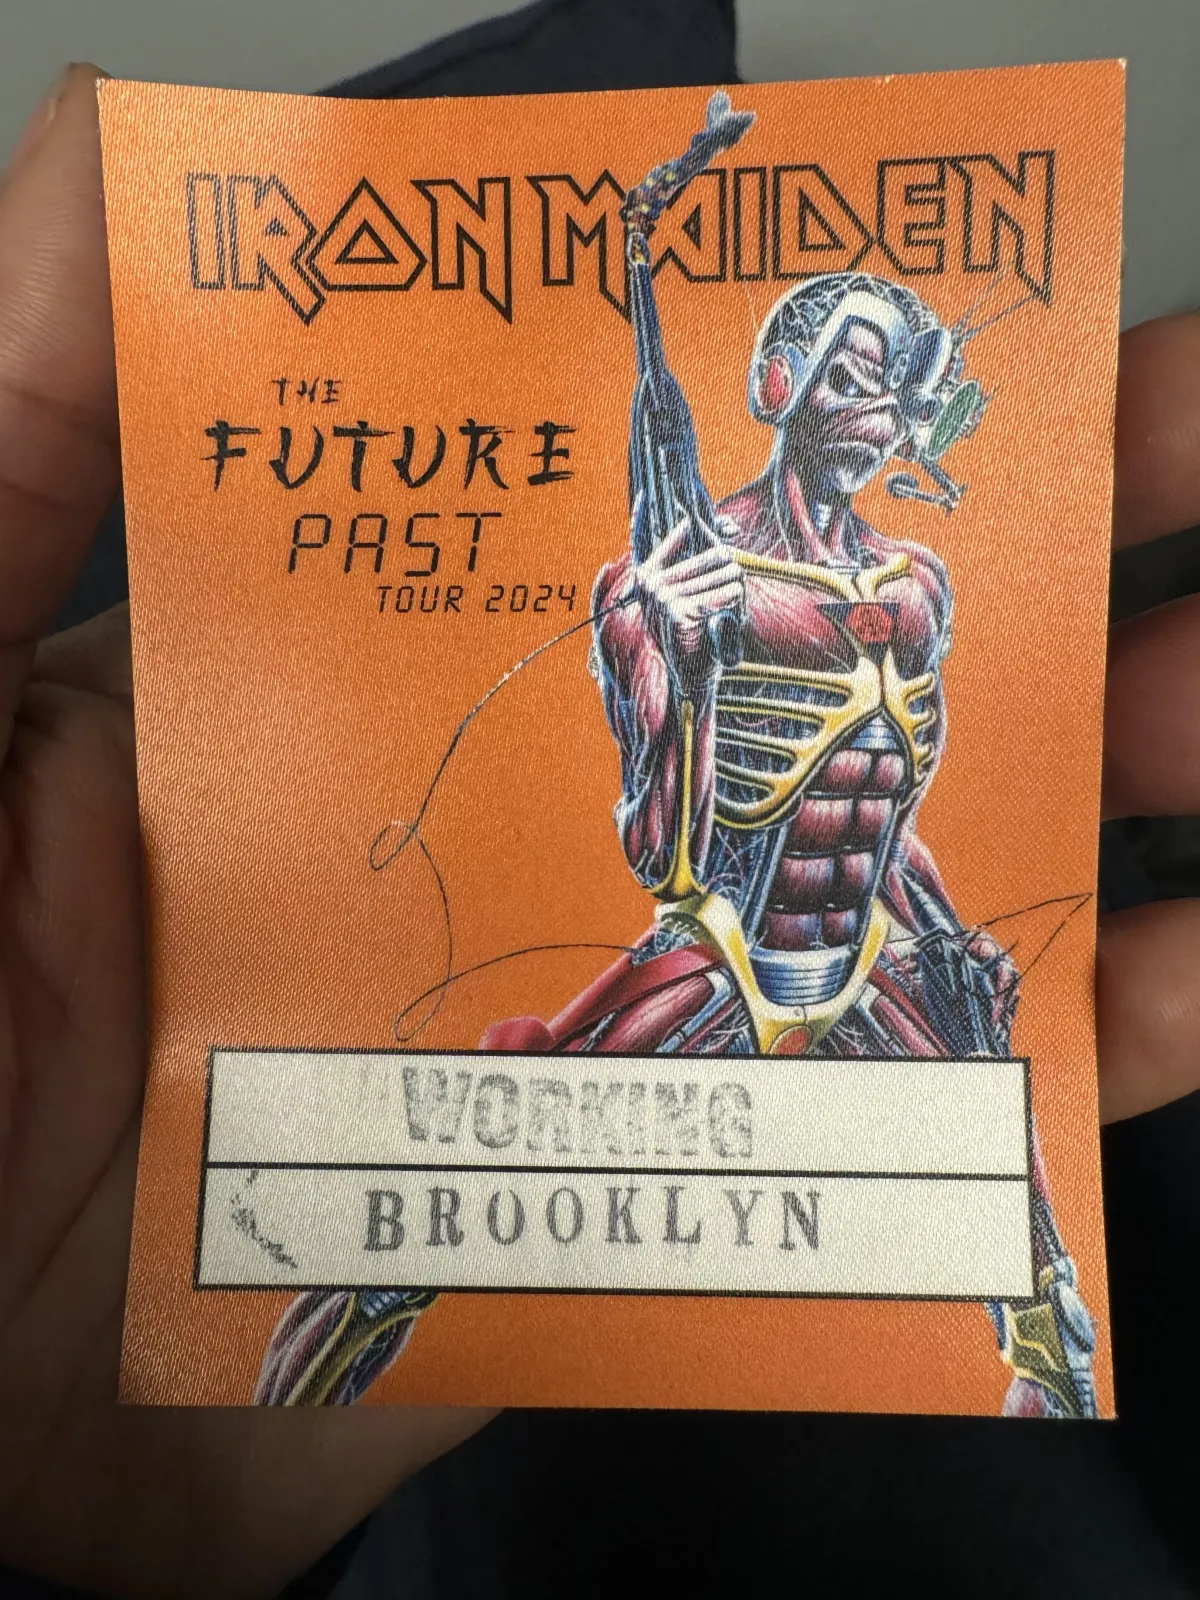 IRON MAIDEN
THE
FUTURE
PAST
TOUR 2024
WORKING
BROOKLYN